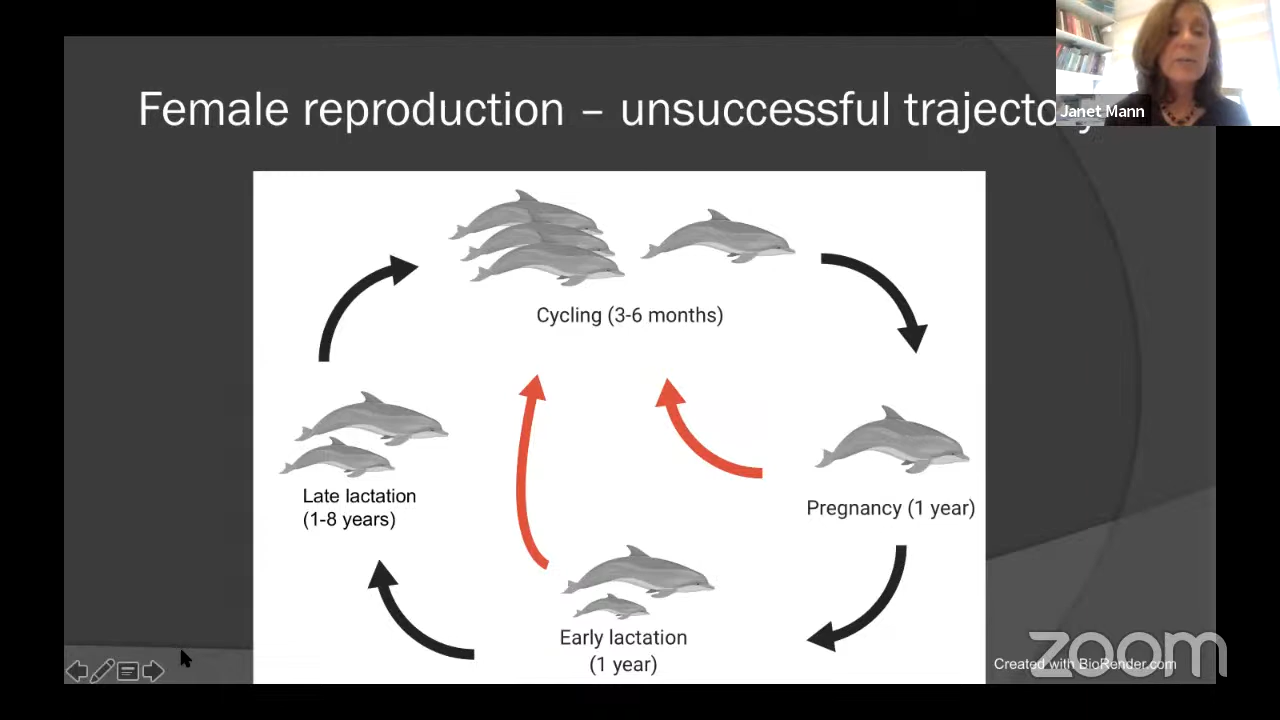 Female reproduction – unsuccessful trajectory
Janet Mann
Cycling (3-6 months)
Late lactation
(1-8 years)
Pregnancy (1 year)
Early lactation
(1 year)
Created with BioRender.com
zoom